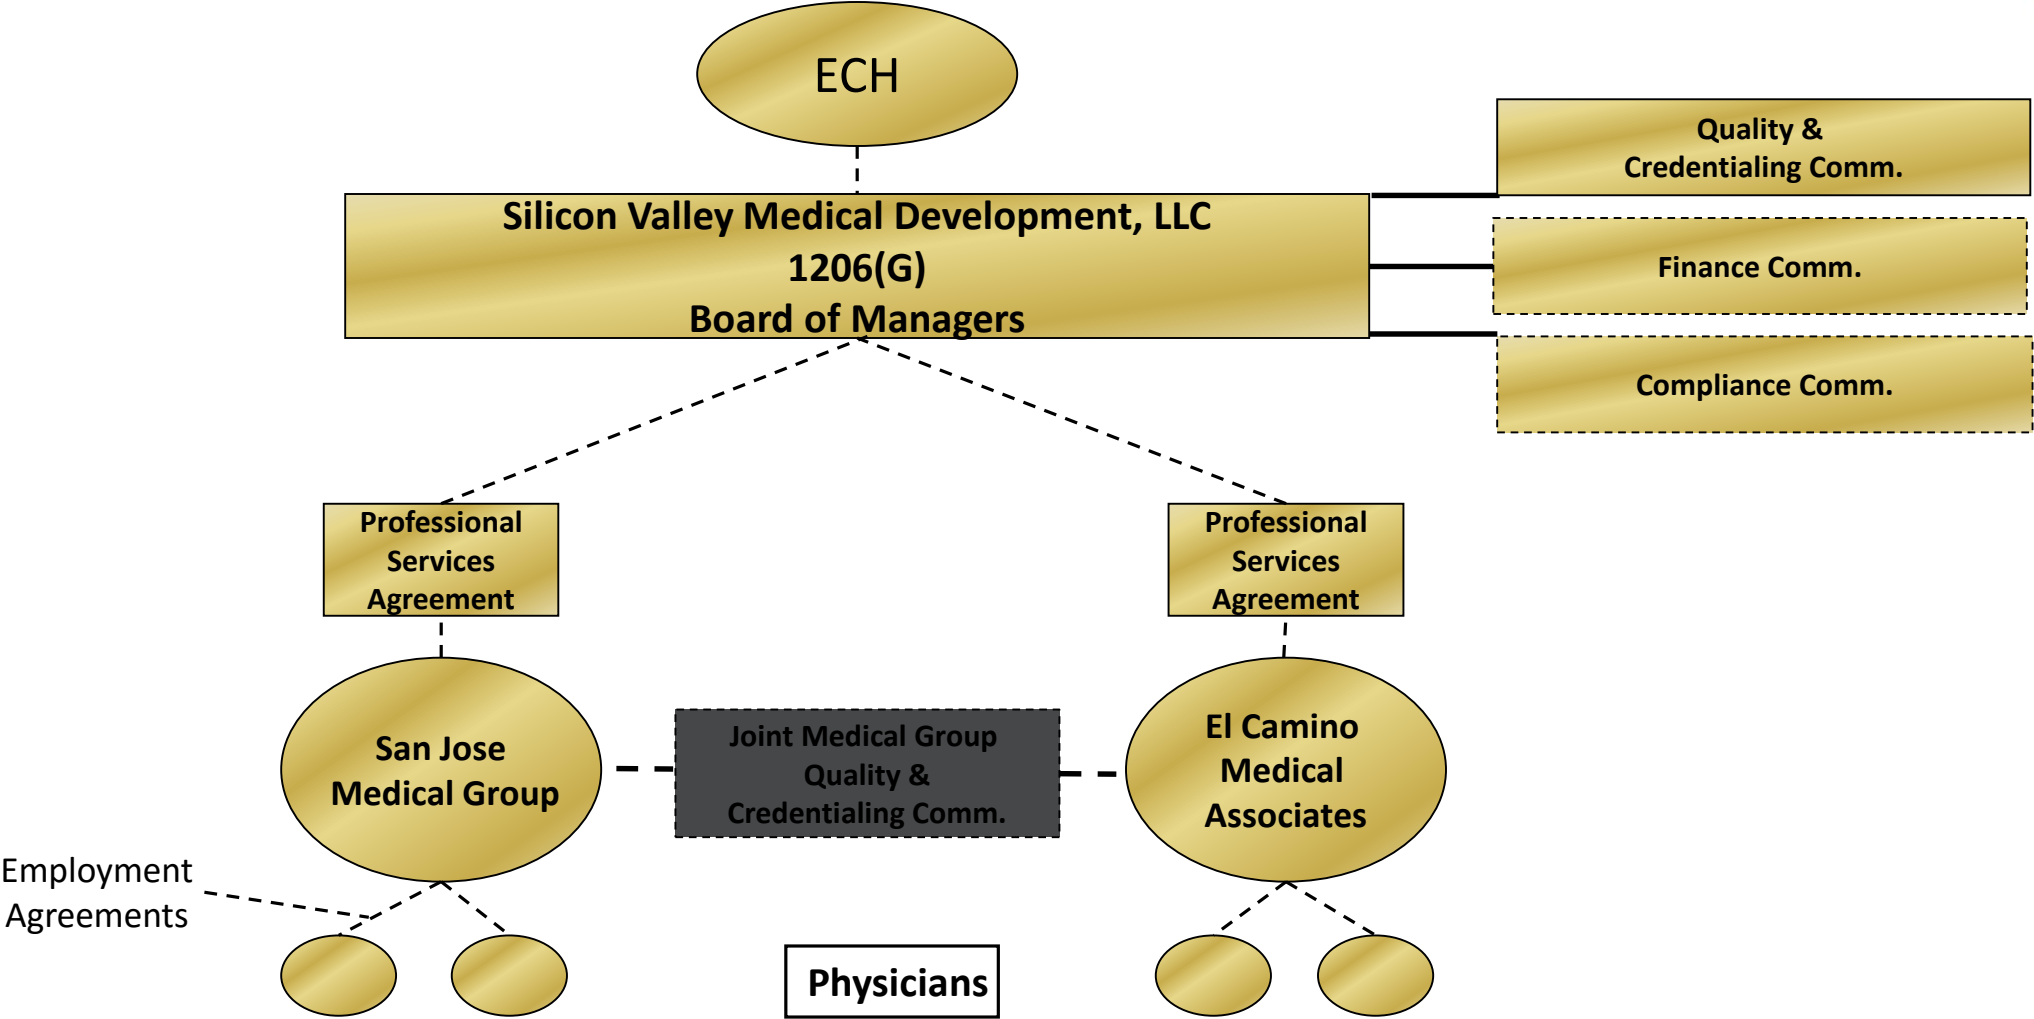 ECH
Silicon Valley Medical Development, LLC
1206(G)
Board of Managers
Quality &
Credentialing Comm.
Finance Comm.
Compliance Comm.
Professional
Services
Agreement
Professional
Services
Agreement
San Jose
Medical Group
Joint Medical Group
Quality &
Credentialing Comm.
El Camino
Medical
Associates
Employment
Agreements
Physicians